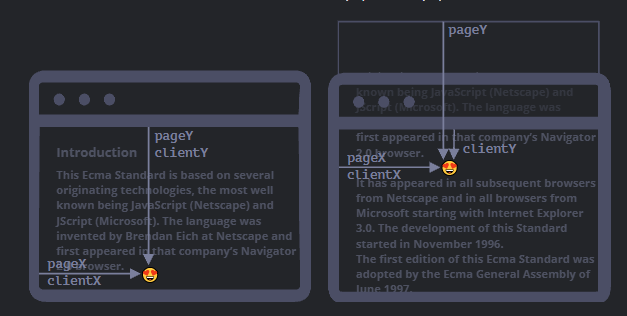 pageY
clientY
Introduction
This Ecma Standard is based on several
originating technologies, the most well
known being JavaScript (Netscape) and
JScript (Microsoft). The language was
invented by Brendan Eich at Netscape and
first appeared in that company's Navigator
browser.
pageX
clientX
pageY
known being JavaScript (Netscape) and
JScript (Microsoft). The language was
first appeared in that company's Navigator
2.0 browser.
clientY
pageX
clientX
It has appeared in all subsequent browsers
from Netscape and in all browsers from
Microsoft starting with Internet Explorer
3.0. The development of this Standard
started in November 1996.
The first edition of this Ecma Standard was
adopted by the Ecma General Assembly of
June 1997.